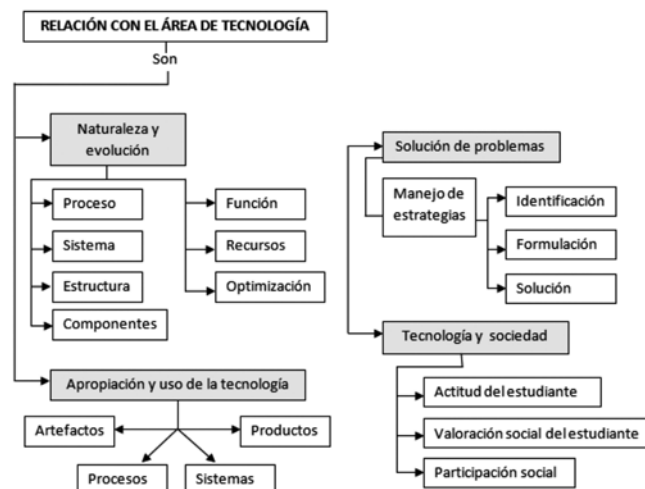 RELACIÓN CON EL ÁREA DE TECNOLOGÍA
Son
Naturaleza y
evolución
Proceso
Función
Sistema
Recursos
Estructura
Optimización
Componentes
Apropiación y uso de la tecnología
Artefactos
Productos
Procesos
Sistemas
Solución de problemas
Manejo de
estrategias
Identificación
Formulación
Solución
Tecnología y sociedad
Actitud del estudiante
Valoración social del estudiante
Participación social